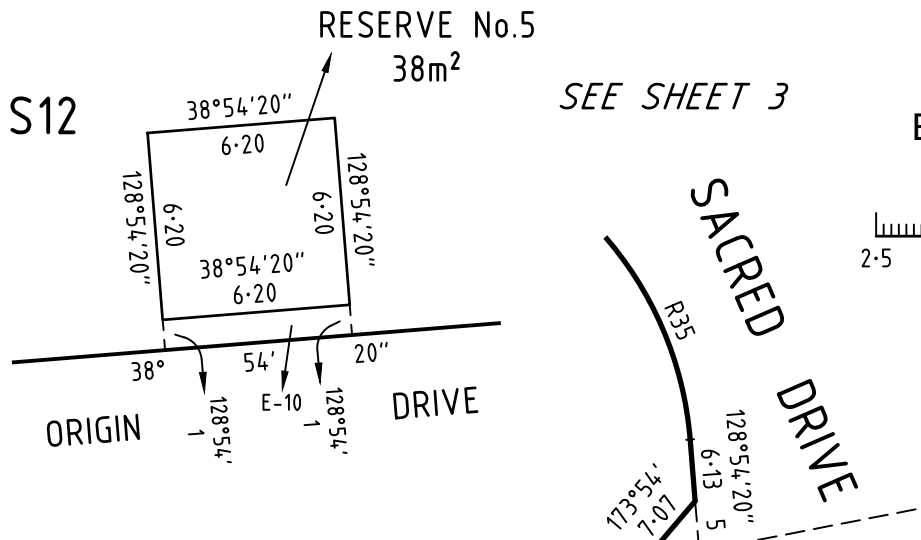 RESERVE No.5
38m²
SEE SHEET 3
S12
38°54'20"
6·20
128°54'20"
6·20
6·20
128°54'20"
38°54'20"
6·20
38° 54' 20"
E-10
ORIGIN DRIVE
128°54'
1
128°54'
1
SACRED DRIVE
2·5
R35
128°54'20"
6·13
5
173°54'
7·07